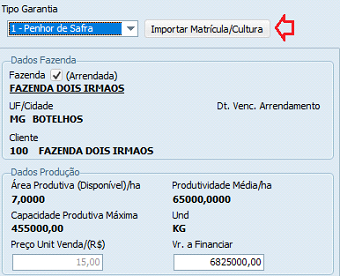 Tipo Garantia
1 - Penhor de Safra Importar Matrícula/Cultura
Dados Fazenda
Fazenda (Arrendada)
FAZENDA DOIS IRMAOS
UF/Cidade Dt. Venc. Arrendamento
MG BOTELHOS
Cliente
100 FAZENDA DOIS IRMAOS
Dados Produção
Área Produtiva (Disponível)/ha Produtividade Média/ha
7,0000 65000,0000
Capacidade Produtiva Máxima Und
455000,00 KG
Preço Unit Venda/(R$) Vr. a Financiar
15,00 6825000,00